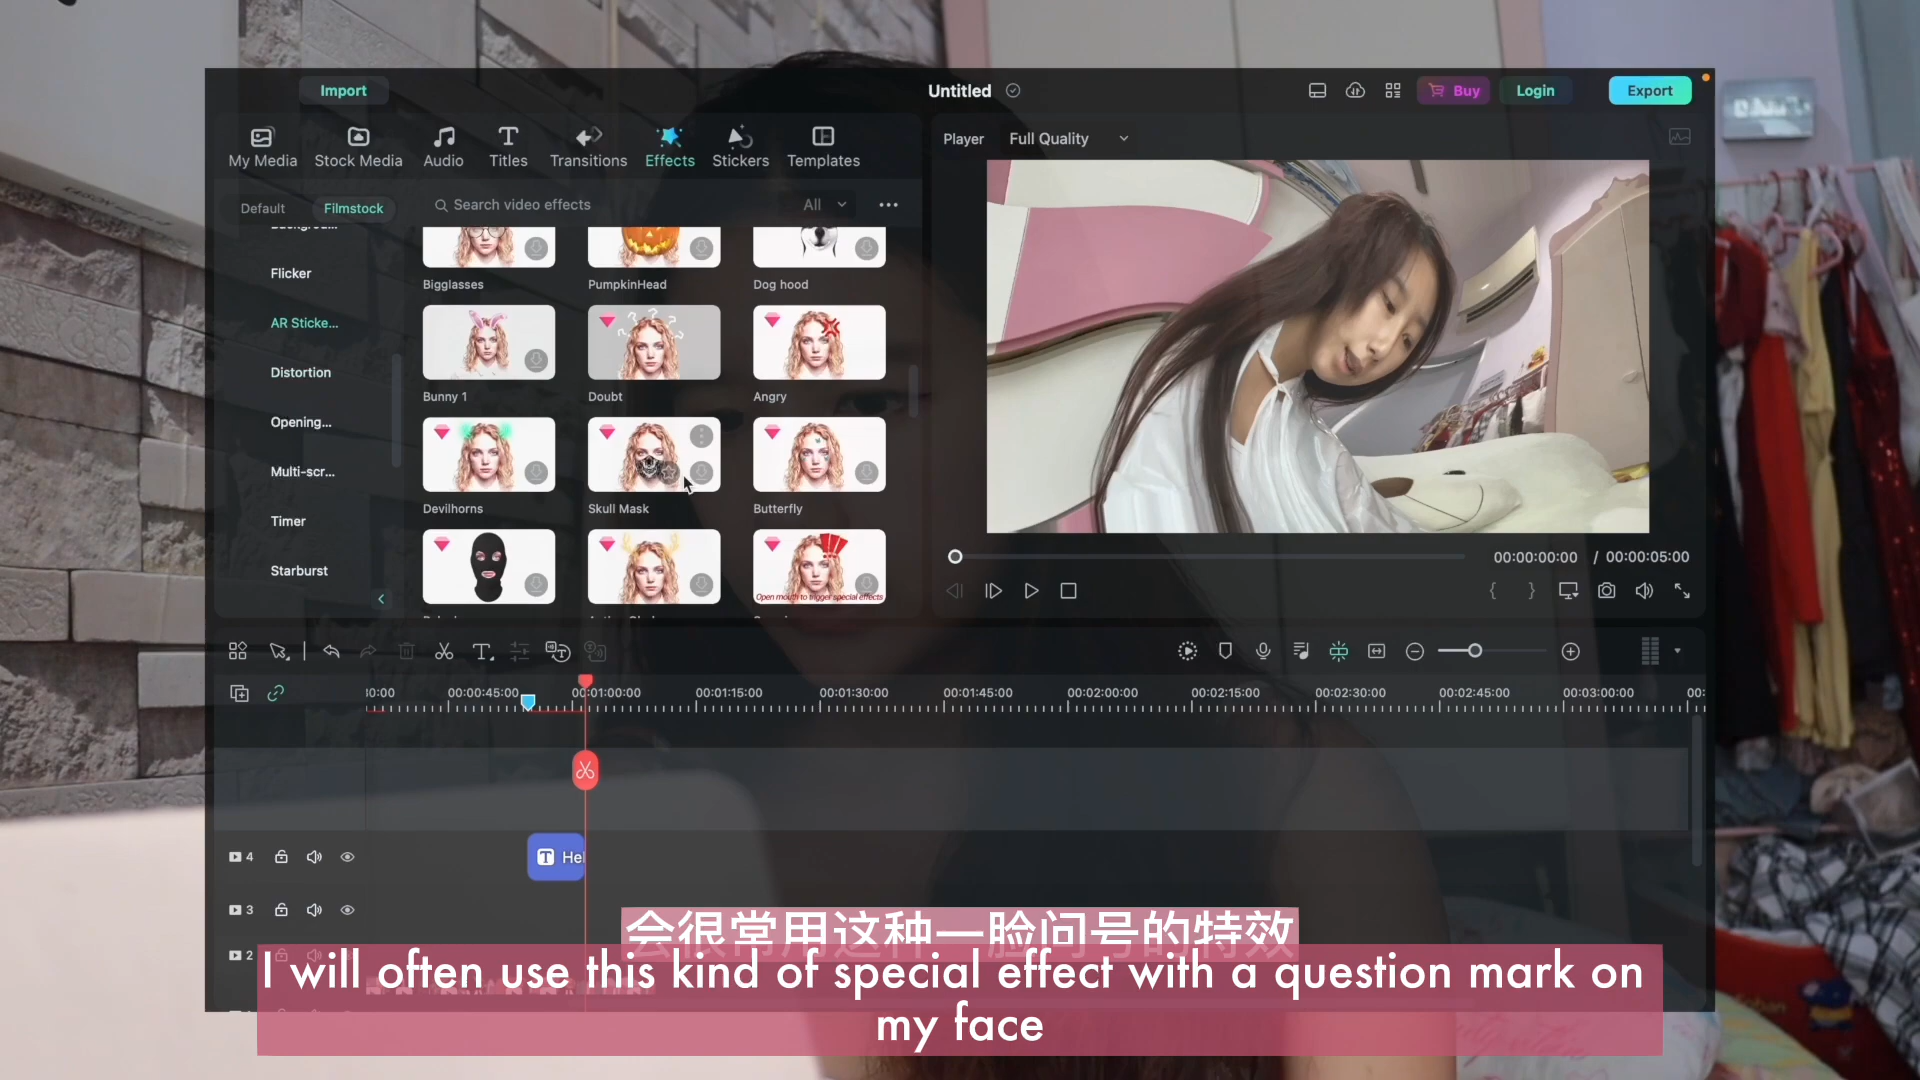 Import
Untitled
Buy
Login
Export
My Media
Stock Media
Audio
Titles
Transitions
Effects
Stickers
Templates
Player
Full Quality
Default
Filmstock
Search video effects
All
Flicker
AR Sticke...
Distortion
Opening...
Multi-scr...
Timer
Starburst
Bigglasses
PumpkinHead
Dog hood
Bunny 1
Doubt
Angry
Devilhorns
Skull Mask
Butterfly
Open mouth to trigger special effects
00:00:00:00 / 00:00:05:00
00:00:45:00
00:01:00:00
00:01:15:00
00:01:30:00
00:01:45:00
00:02:00:00
00:02:15:00
00:02:30:00
00:02:45:00
00:03:00:00
00:
4
T Hel
3
2
会很常用这种一脸问号的特效
I will often use this kind of special effect with a question mark on
my face